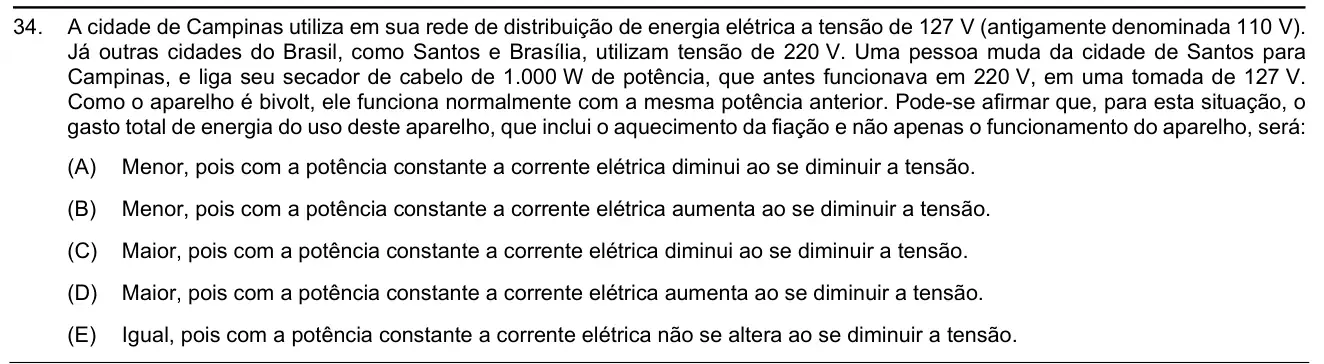 34. A cidade de Campinas utiliza em sua rede de distribuição de energia elétrica a tensão de 127 V (antigamente denominada 110 V).
Já outras cidades do Brasil, como Santos e Brasília, utilizam tensão de 220 V. Uma pessoa muda da cidade de Santos para
Campinas, e liga seu secador de cabelo de 1.000 W de potência, que antes funcionava em 220 V, em uma tomada de 127 V.
Como o aparelho é bivolt, ele funciona normalmente com a mesma potência anterior. Pode-se afirmar que, para esta situação, o
gasto total de energia do uso deste aparelho, que inclui o aquecimento da fiação e não apenas o funcionamento do aparelho, será:
(A) Menor, pois com a potência constante a corrente elétrica diminui ao se diminuir a tensão.
(B) Menor, pois com a potência constante a corrente elétrica aumenta ao se diminuir a tensão.
(C) Maior, pois com a potência constante a corrente elétrica diminui ao se diminuir a tensão.
(D) Maior, pois com a potência constante a corrente elétrica aumenta ao se diminuir a tensão.
(E) Igual, pois com a potência constante a corrente elétrica não se altera ao se diminuir a tensão.